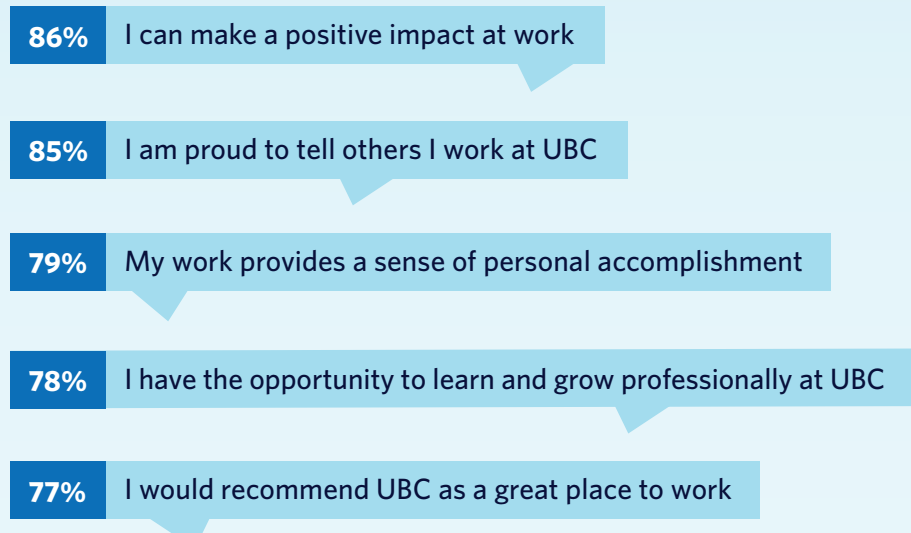 86% I can make a positive impact at work
85% I am proud to tell others I work at UBC
79% My work provides a sense of personal accomplishment
78% I have the opportunity to learn and grow professionally at UBC
77% I would recommend UBC as a great place to work